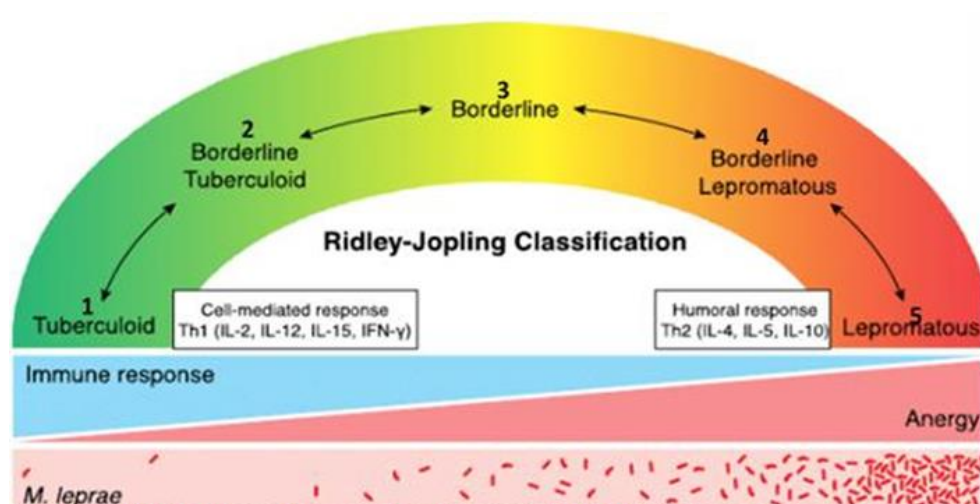 3
Borderline
2
Borderline
Tuberculoid
4
Borderline
Lepromatous
Ridley-Jopling Classification
1
Tuberculoid
Cell-mediated response
Th1 (IL-2, IL-12, IL-15, IFN-γ)
Humoral response
Th2 (IL-4, IL-5, IL-10)
5
Lepromatous
Immune response
Anergy
M. leprae